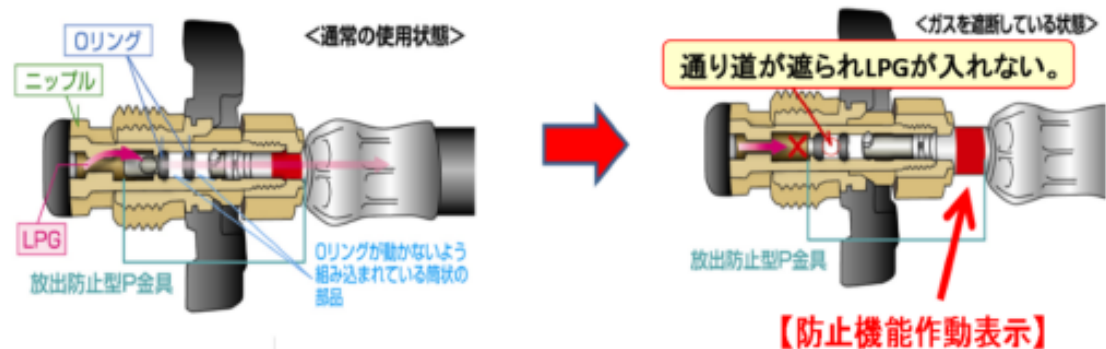 <通常の使用状態>
Oリング
ニップル
LPG
放出防止型P金具
Oリングが動かないよう
組み込まれている筒状の
部品
<ガスを遮断している状態>
通り道が遮られLPGが入れない。
放出防止型P金具
【防止機能作動表示】